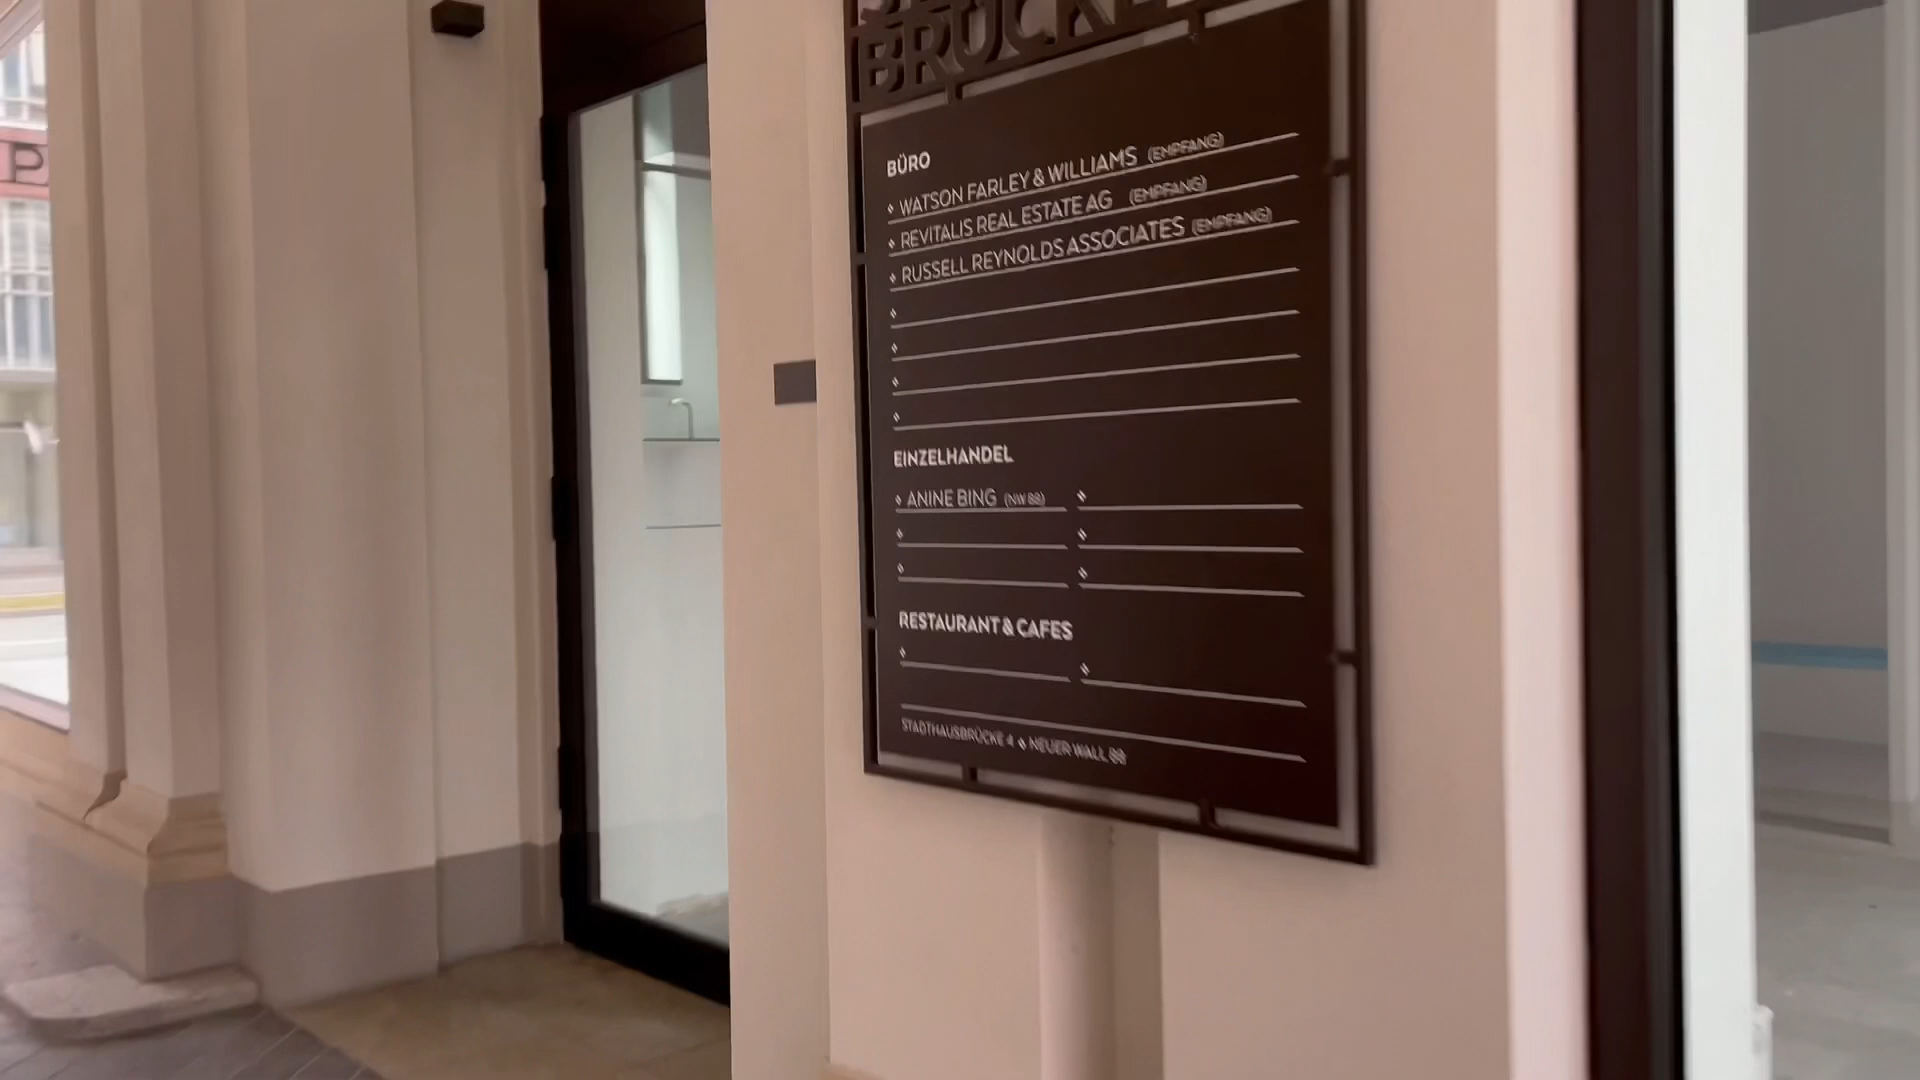 BRÜCKE
BÜRO
WATSON FARLEY & WILLIAMS (EMPFANG)
REVITALIS REAL ESTATE AG (EMPFANG)
RUSSELL REYNOLDS ASSOCIATES (EMPFANG)
EINZELHANDEL
ANINE BING (NW 88)
RESTAURANT & CAFES
STADTHAUSBRÜCKE 4 NEUER WALL 88